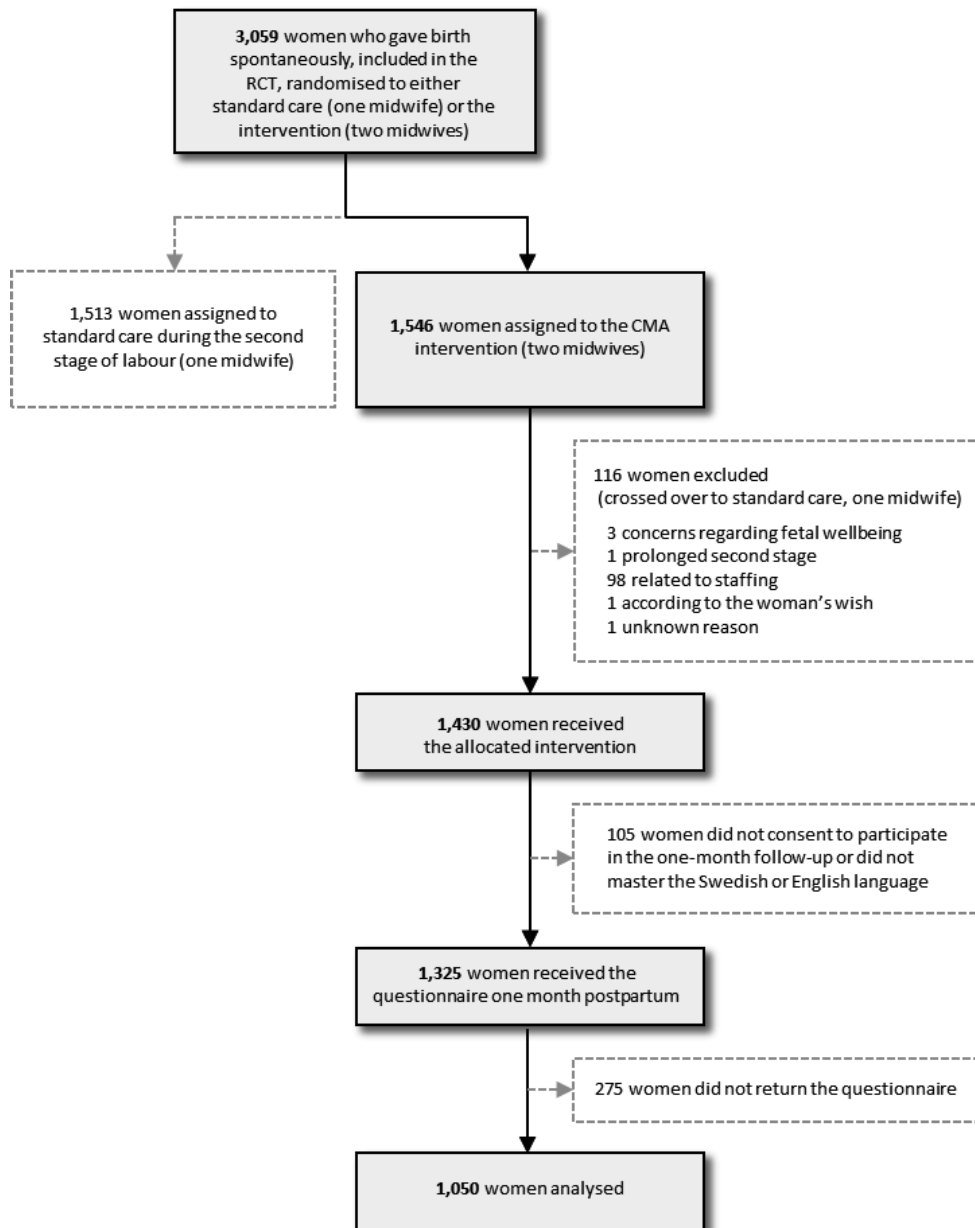 3,059 women who gave birth
spontaneously, included in the
RCT, randomised to either
standard care (one midwife) or the
intervention (two midwives)
1,513 women assigned to
standard care during the second
stage of labour (one midwife)
1,546 women assigned to the CMA
intervention (two midwives)
116 women excluded
(crossed over to standard care, one midwife)
3 concerns regarding fetal wellbeing
1 prolonged second stage
98 related to staffing
1 according to the woman's wish
1 unknown reason
1,430 women received
the allocated intervention
105 women did not consent to participate
in the one-month follow-up or did not
master the Swedish or English language
1,325 women received the
questionnaire one month postpartum
275 women did not return the questionnaire
1,050 women analysed